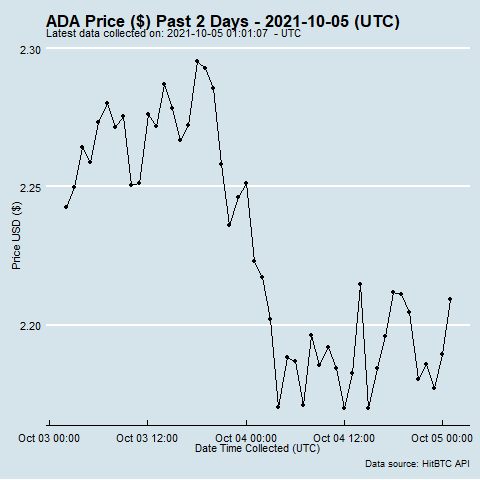 ADA Price ($) Past 2 Days - 2021-10-05 (UTC)
Latest data collected on: 2021-10-05 01:01:07  - UTC
2.30
2.25
2.20
Price USD ($)
Oct 03 00:00
Oct 03 12:00
Oct 04 00:00
Oct 04 12:00
Oct 05 00:00
Date Time Collected (UTC)
Data source: HitBTC API